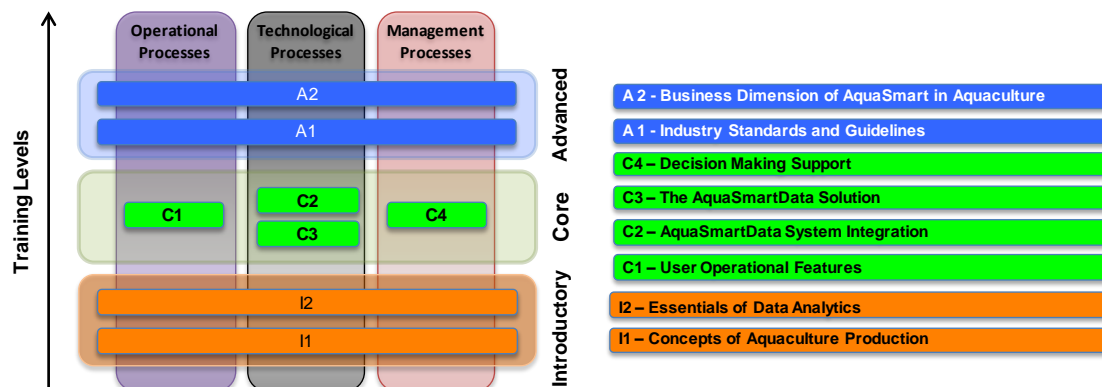 Training Levels
Operational
Processes
Technological
Processes
Management
Processes
Advanced
A2
A1
Core
C1
C2
C3
C4
Introductory
I2
I1
A 2 - Business Dimension of AquaSmart in Aquaculture
A 1 - Industry Standards and Guidelines
C4 – Decision Making Support
C3 – The AquaSmartData Solution
C2 – AquaSmartData System Integration
C1 – User Operational Features
I2 – Essentials of Data Analytics
I1 – Concepts of Aquaculture Production